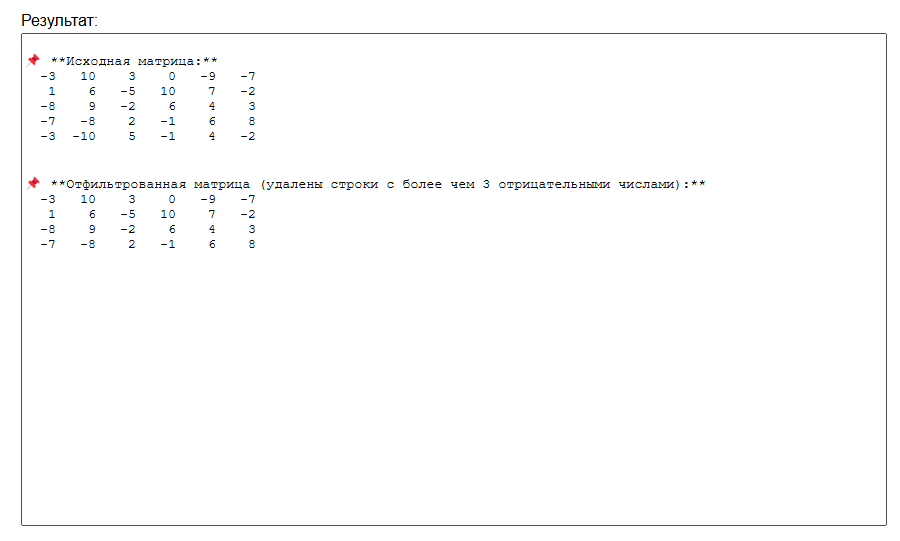 Результат:
📌 **Исходная матрица:**
-3 10 3 0 -9 -7
1 6 -5 10 7 -2
-8 9 -2 6 4 3
-7 -8 2 -1 6 8
-3 -10 5 -1 4 -2
📌 **Отфильтрованная матрица (удалены строки с более чем 3 отрицательными числами):**
-3 10 3 0 -9 -7
1 6 -5 10 7 -2
-8 9 -2 6 4 3
-7 -8 2 -1 6 8